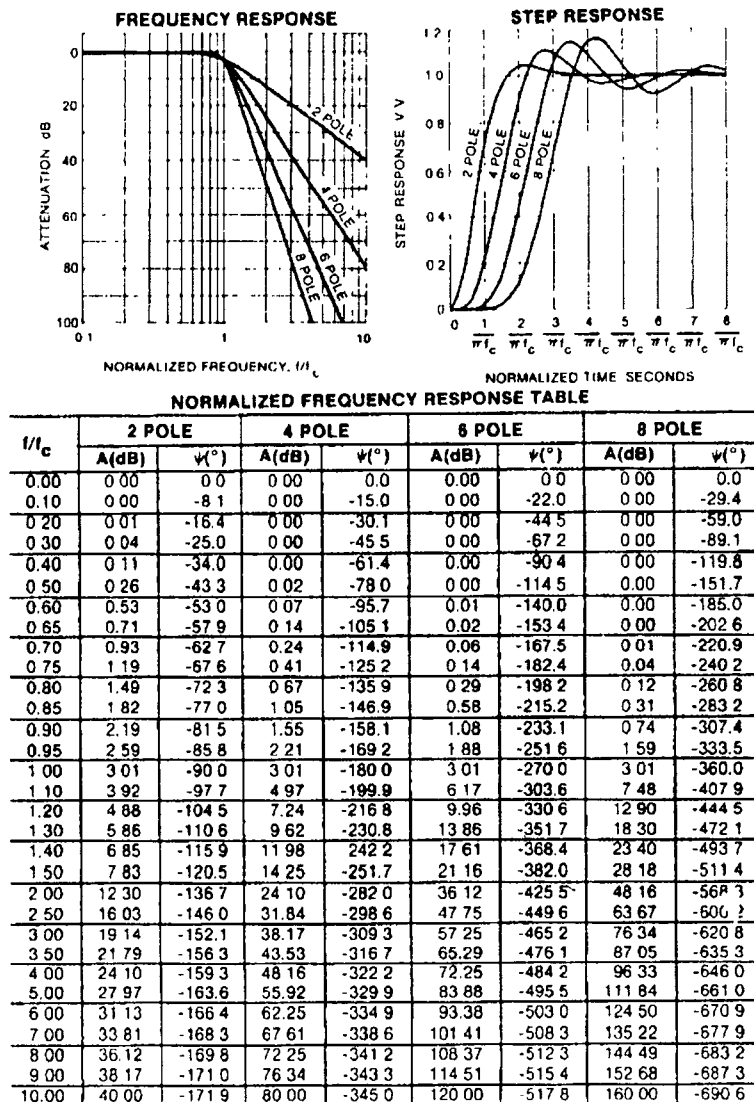 FREQUENCY RESPONSE
ATTENUATION dB
0
20
40
60
80
100
2 POLE
4 POLE
6 POLE
8 POLE
0 1
1
10
NORMALIZED FREQUENCY, f/fc
STEP RESPONSE
STEP RESPONSE V V
1 2
1.0
0 8
0.6
0.4
0 2
2 POLE
4 POLE
6 POLE
8 POLE
0 1 2 3 4 5 6 7 8
πfc πfc πfc πfc πfc πfc πfc πfc
NORMALIZED TIME SECONDS
NORMALIZED FREQUENCY RESPONSE TABLE
f/fc 2 POLE 4 POLE 6 POLE 8 POLE
A(dB) ψ(°) A(dB) ψ(°) A(dB) ψ(°) A(dB) ψ(°)
0.00 0 00 0 0 0 00 0.0 0 00 0.0 0 00 0.0
0.10 0 00 -8 1 0 00 -15.0 0 00 -22.0 0 00 -29.4
0 20 0 01 -16.4 0.00 -30.1 0.00 -44 5 0 00 -59.0
0 30 0 04 -25.0 0 00 -45 5 0 00 -67 2 0 00 -89.1
0.40 0 11 -34.0 0.00 -61.4 0.00 -90 4 0.00 -119.8
0 50 0 26 -43 3 0 02 -78 0 0 00 -114 5 0.00 -151.7
0.60 0.53 -53 0 0 07 -95.7 0.01 -140.0 0.00 -185.0
0 65 0.71 -57 9 0 14 -105 1 0.02 -153 4 0 00 -202 6
0.70 0.93 -62 7 0.24 -114.9 0.06 -167.5 0 01 -220.9
0 75 1 19 -67 6 0 41 -125 2 0 14 -182.4 0.04 -240 2
0.80 1.49 -72 3 0 67 -135 9 0 29 -198 2 0 12 -260 8
0.85 1 82 -77 0 1 05 -146.9 0.58 -215.2 0 31 -283 2
0.90 2.19 -81 5 1.55 -158.1 1.08 -233.1 0 74 -307.4
0.95 2 59 -85 8 2 21 -169 2 1 88 -251 6 1 59 -333.5
1 00 3 01 -90 0 3 01 -180 0 3 01 -270 0 3 01 -360.0
1 10 3 92 -97 7 4 97 -199.9 6 17 -303 6 7 48 -407 9
1.20 4 88 -104 5 7.24 -216 8 9.96 -330 6 12 90 -444 5
1 30 5 86 -110 6 9 62 -230.8 13 86 -351 7 18 30 -472 1
1.40 6 85 -115 9 11 98 242 2 17 61 -368.4 23 40 -493 7
1 50 7 83 -120.5 14 25 -251.7 21 16 -382.0 28 18 -511 4
2 00 12 30 -136 7 24 10 -282 0 36 12 -425 5 48 16 -568 3
2 50 16 03 -146 0 31.84 -298 6 47 75 -449 6 63 67
3 00 19 14 -152.1 38.17 -309 3 57 25 -465 2 76 34 -620 8
3 50 21 79 -156 3 43.53 -316 7 65.29 -476 1 87 05 -635 3
4 00 24 10 -159 3 48 16 -322 2 72.25 -484 2 96 33 -646 0
5.00 27 97 -163 6 55.92 -329 9 83 88 -495 5 111 84 -661 0
6 00 31 13 -166 4 62.25 -334 9 93.38 -503 0 124 50 -670 9
7 00 33 81 -168 3 67 61 -338 6 101 41 -508 3 135 22 -677 9
8 00 36.12 -169 8 72 25 -341 2 108 37 -512 3 144 49 -683 2
9 00 38 17 -171 0 76 34 -343 3 114 51 -515 4 152 68 -687 3
10.00 40 00 -171 9 80 00 -345 0 120 00 -517 8 160 00 -690 6